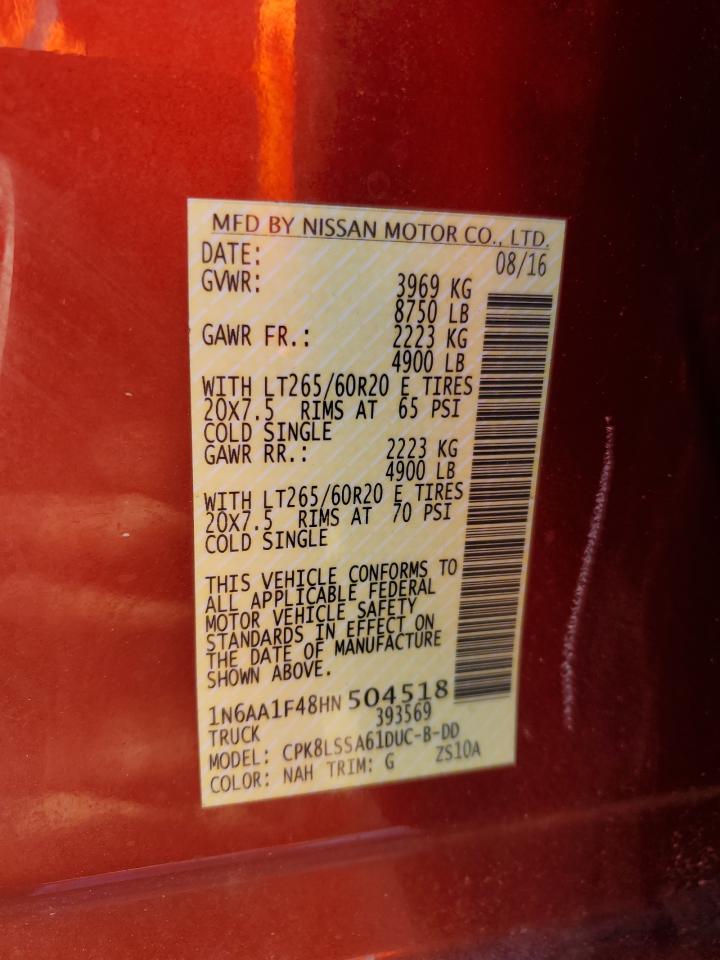 MFD BY NISSAN MOTOR CO., LTD.
DATE: 08/16
GVWR: 3969 KG
8750 LB
GAWR FR.: 2223 KG
4900 LB
WITH LT265/60R20 E TIRES
20X7.5 RIMS AT 65 PSI
COLD SINGLE
GAWR RR.: 2223 KG
4900 LB
WITH LT265/60R20 E TIRES
20X7.5 RIMS AT 70 PSI
COLD SINGLE
THIS VEHICLE CONFORMS TO
ALL APPLICABLE FEDERAL
MOTOR VEHICLE SAFETY
STANDARDS IN EFFECT ON
THE DATE OF MANUFACTURE
SHOWN ABOVE.
1N6AA1F48HN504518
TRUCK 393569
MODEL: CPK8LSSA61DUC-B-DD
COLOR: NAH TRIM: G ZS10A